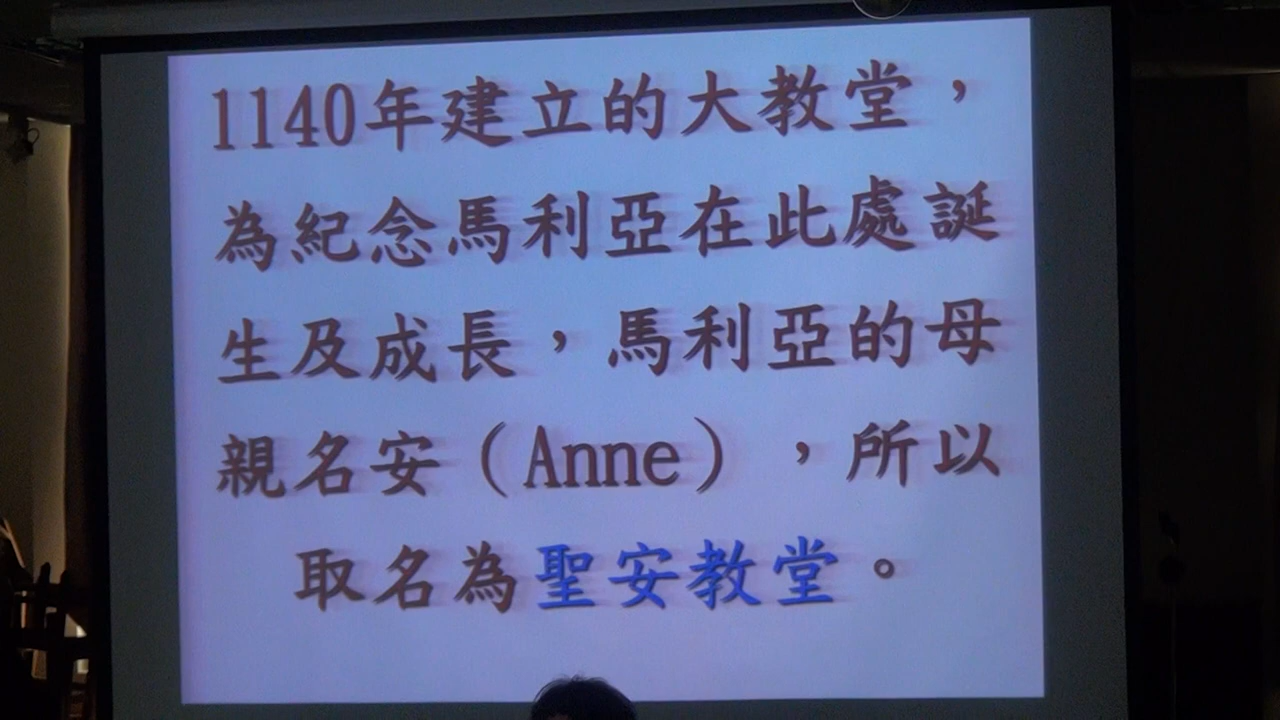 1140年建立的大教堂，
為紀念馬利亞在此處誕
生及成長，馬利亞的母
親名安（Anne），所以
取名為聖安教堂。